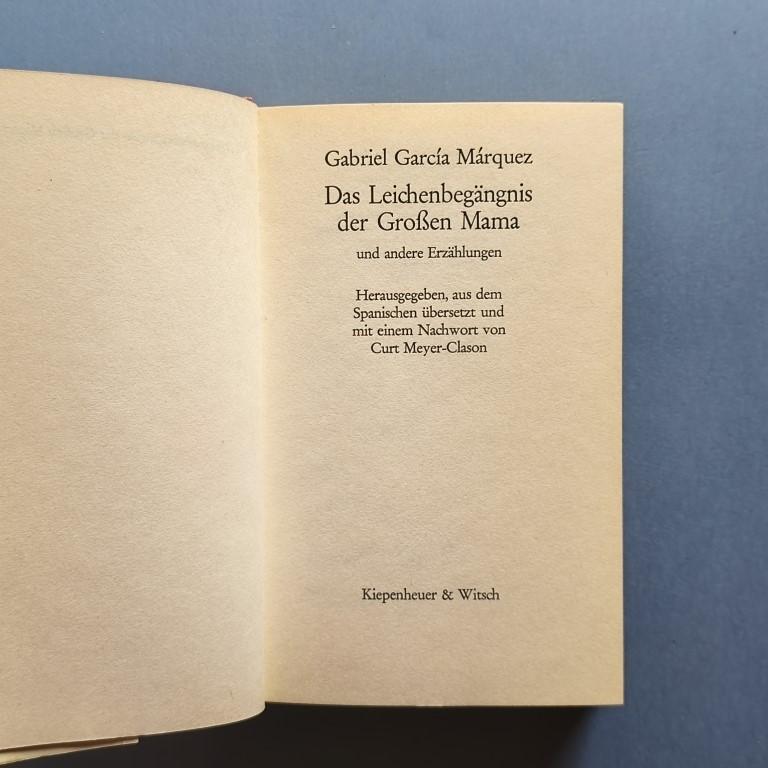 Gabriel García Márquez
Das Leichenbegängnis
der Großen Mama
und andere Erzählungen
Herausgegeben, aus dem
Spanischen übersetzt und
mit einem Nachwort von
Curt Meyer-Clason
Kiepenheuer & Witsch